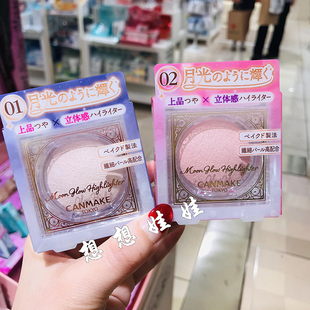 01
月光のように輝く
上品つや×立体感ハイライター
ベイクド製法
繊細パール高配合
Moon Glow Highlighter
CANMAKE
TOKYO
02
月光のように輝く
上品つや×立体感ハイライター
ベイクド製法
繊細パール高配合
Moon Glow Highlighter
CANMAKE
想想娃娃